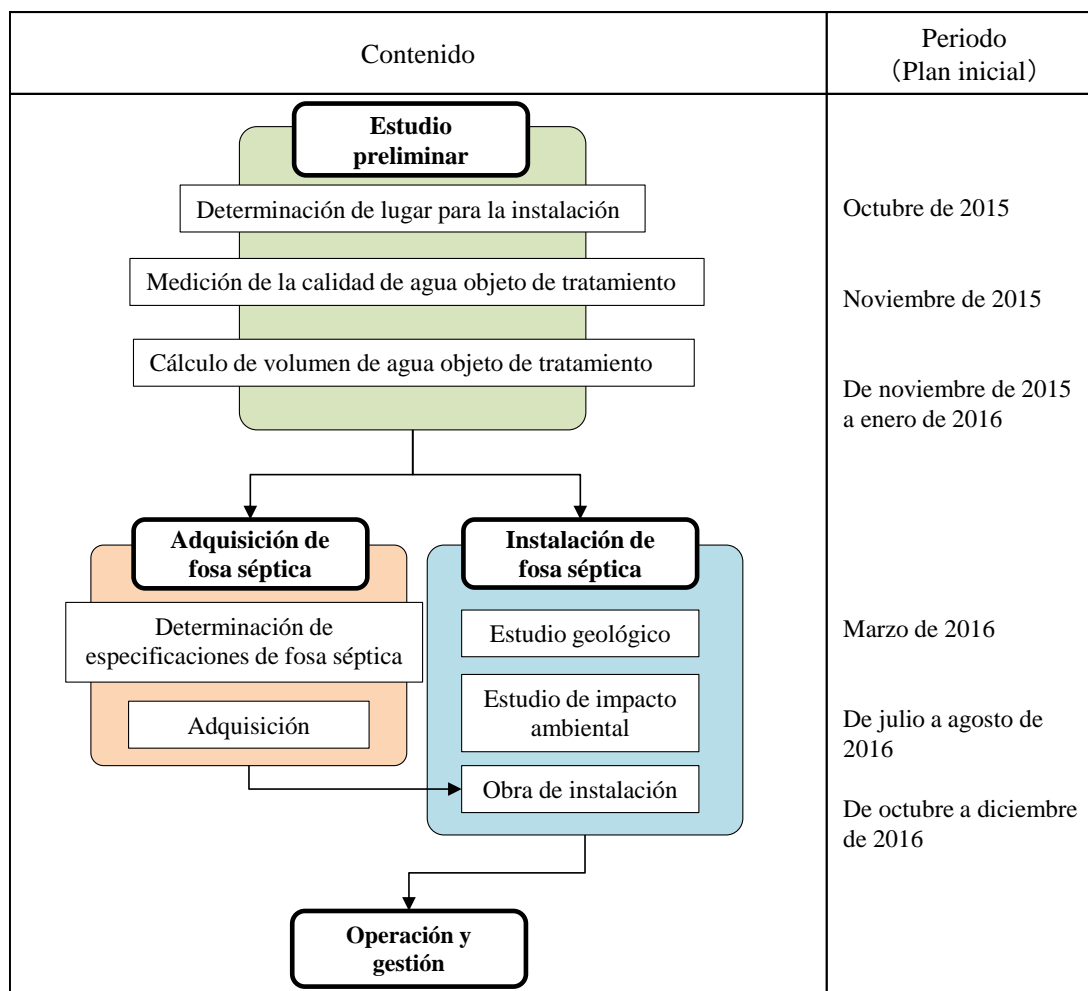 Contenido
Periodo
（Plan inicial）
Estudio
preliminar
Determinación de lugar para la instalación
Octubre de 2015
Medición de la calidad de agua objeto de tratamiento
Noviembre de 2015
Cálculo de volumen de agua objeto de tratamiento
De noviembre de 2015
a enero de 2016
Adquisición de
fosa séptica
Instalación de
fosa séptica
Determinación de
especificaciones de fosa séptica
Estudio geológico
Marzo de 2016
Adquisición
Estudio de impacto
ambiental
De julio a agosto de
2016
Obra de instalación
De octubre a diciembre
de 2016
Operación y
gestión